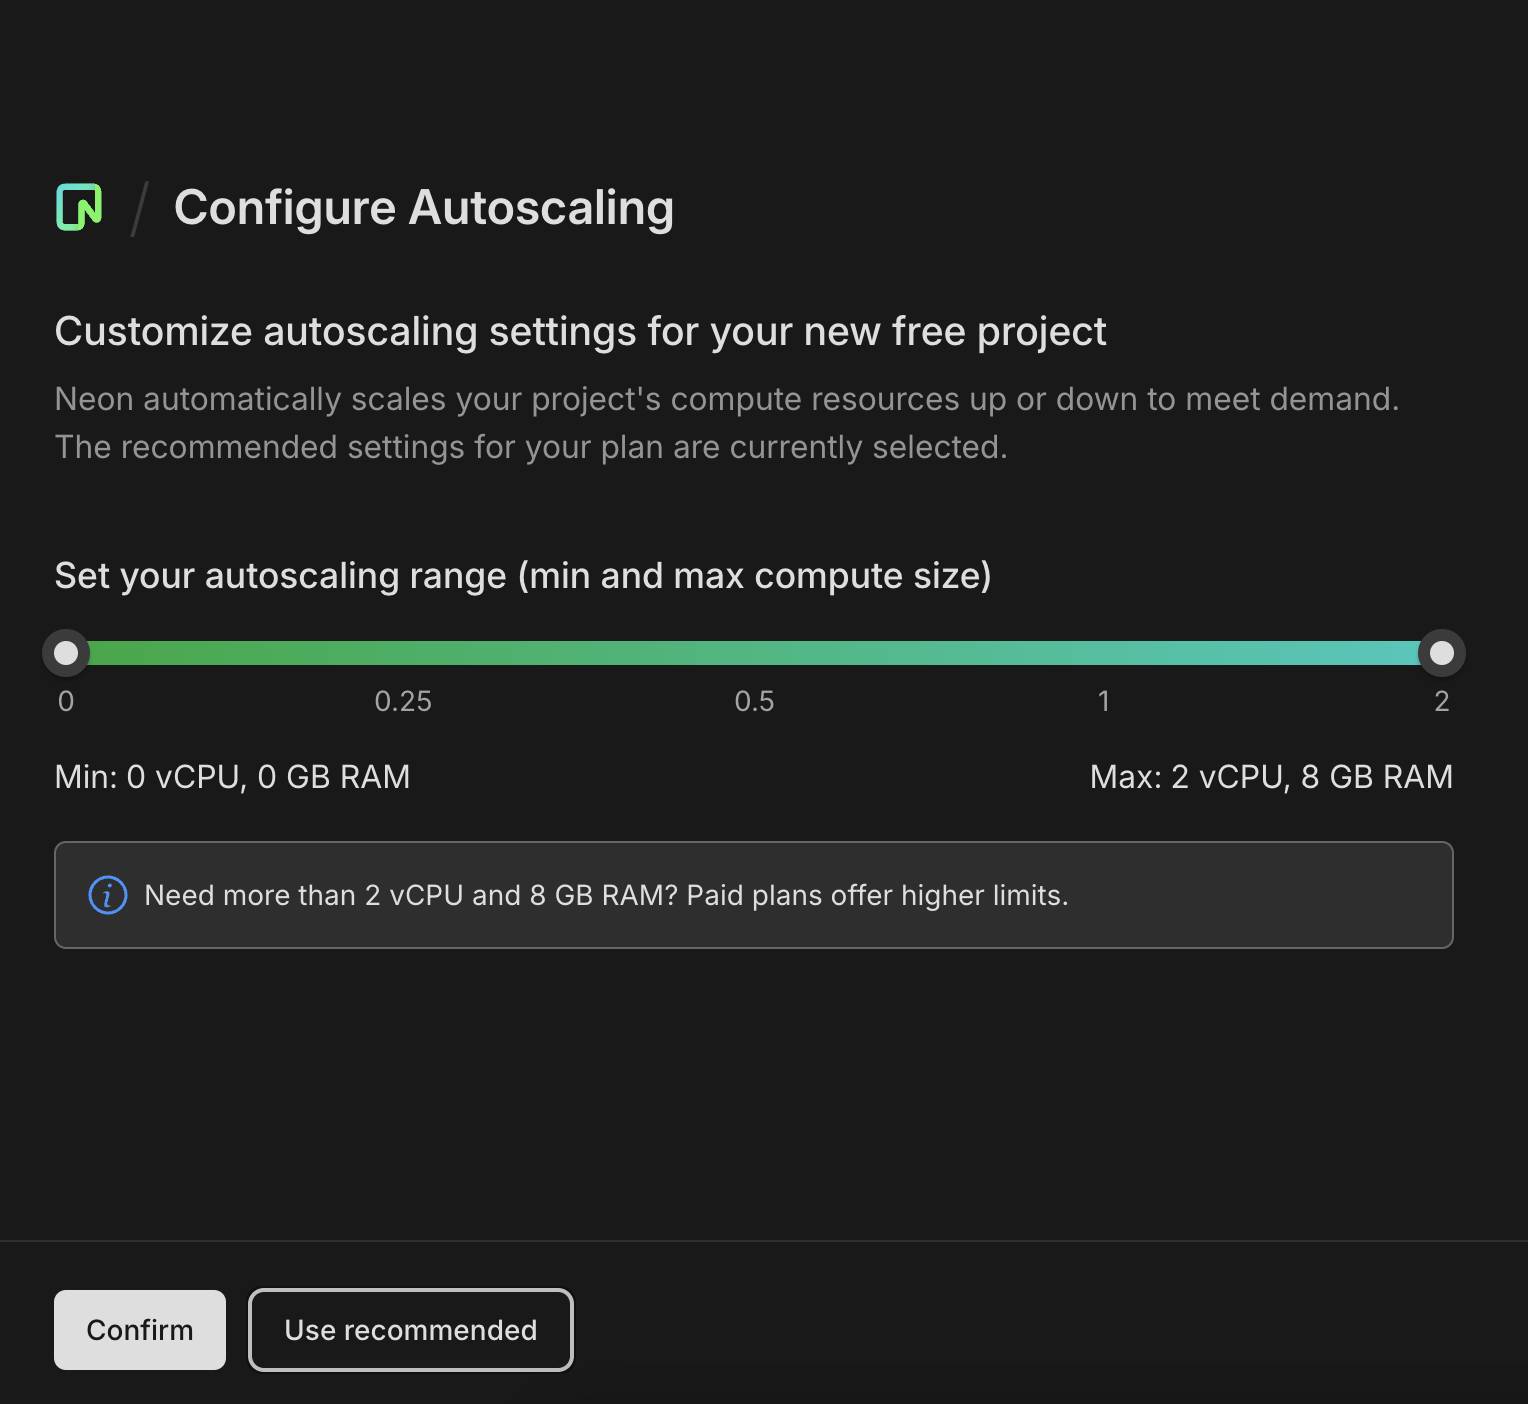 / Configure Autoscaling
Customize autoscaling settings for your new free project
Neon automatically scales your project's compute resources up or down to meet demand.
The recommended settings for your plan are currently selected.
Set your autoscaling range (min and max compute size)
0 0.25 0.5 1 2
Min: 0 vCPU, 0 GB RAM Max: 2 vCPU, 8 GB RAM
Need more than 2 vCPU and 8 GB RAM? Paid plans offer higher limits.
Confirm Use recommended